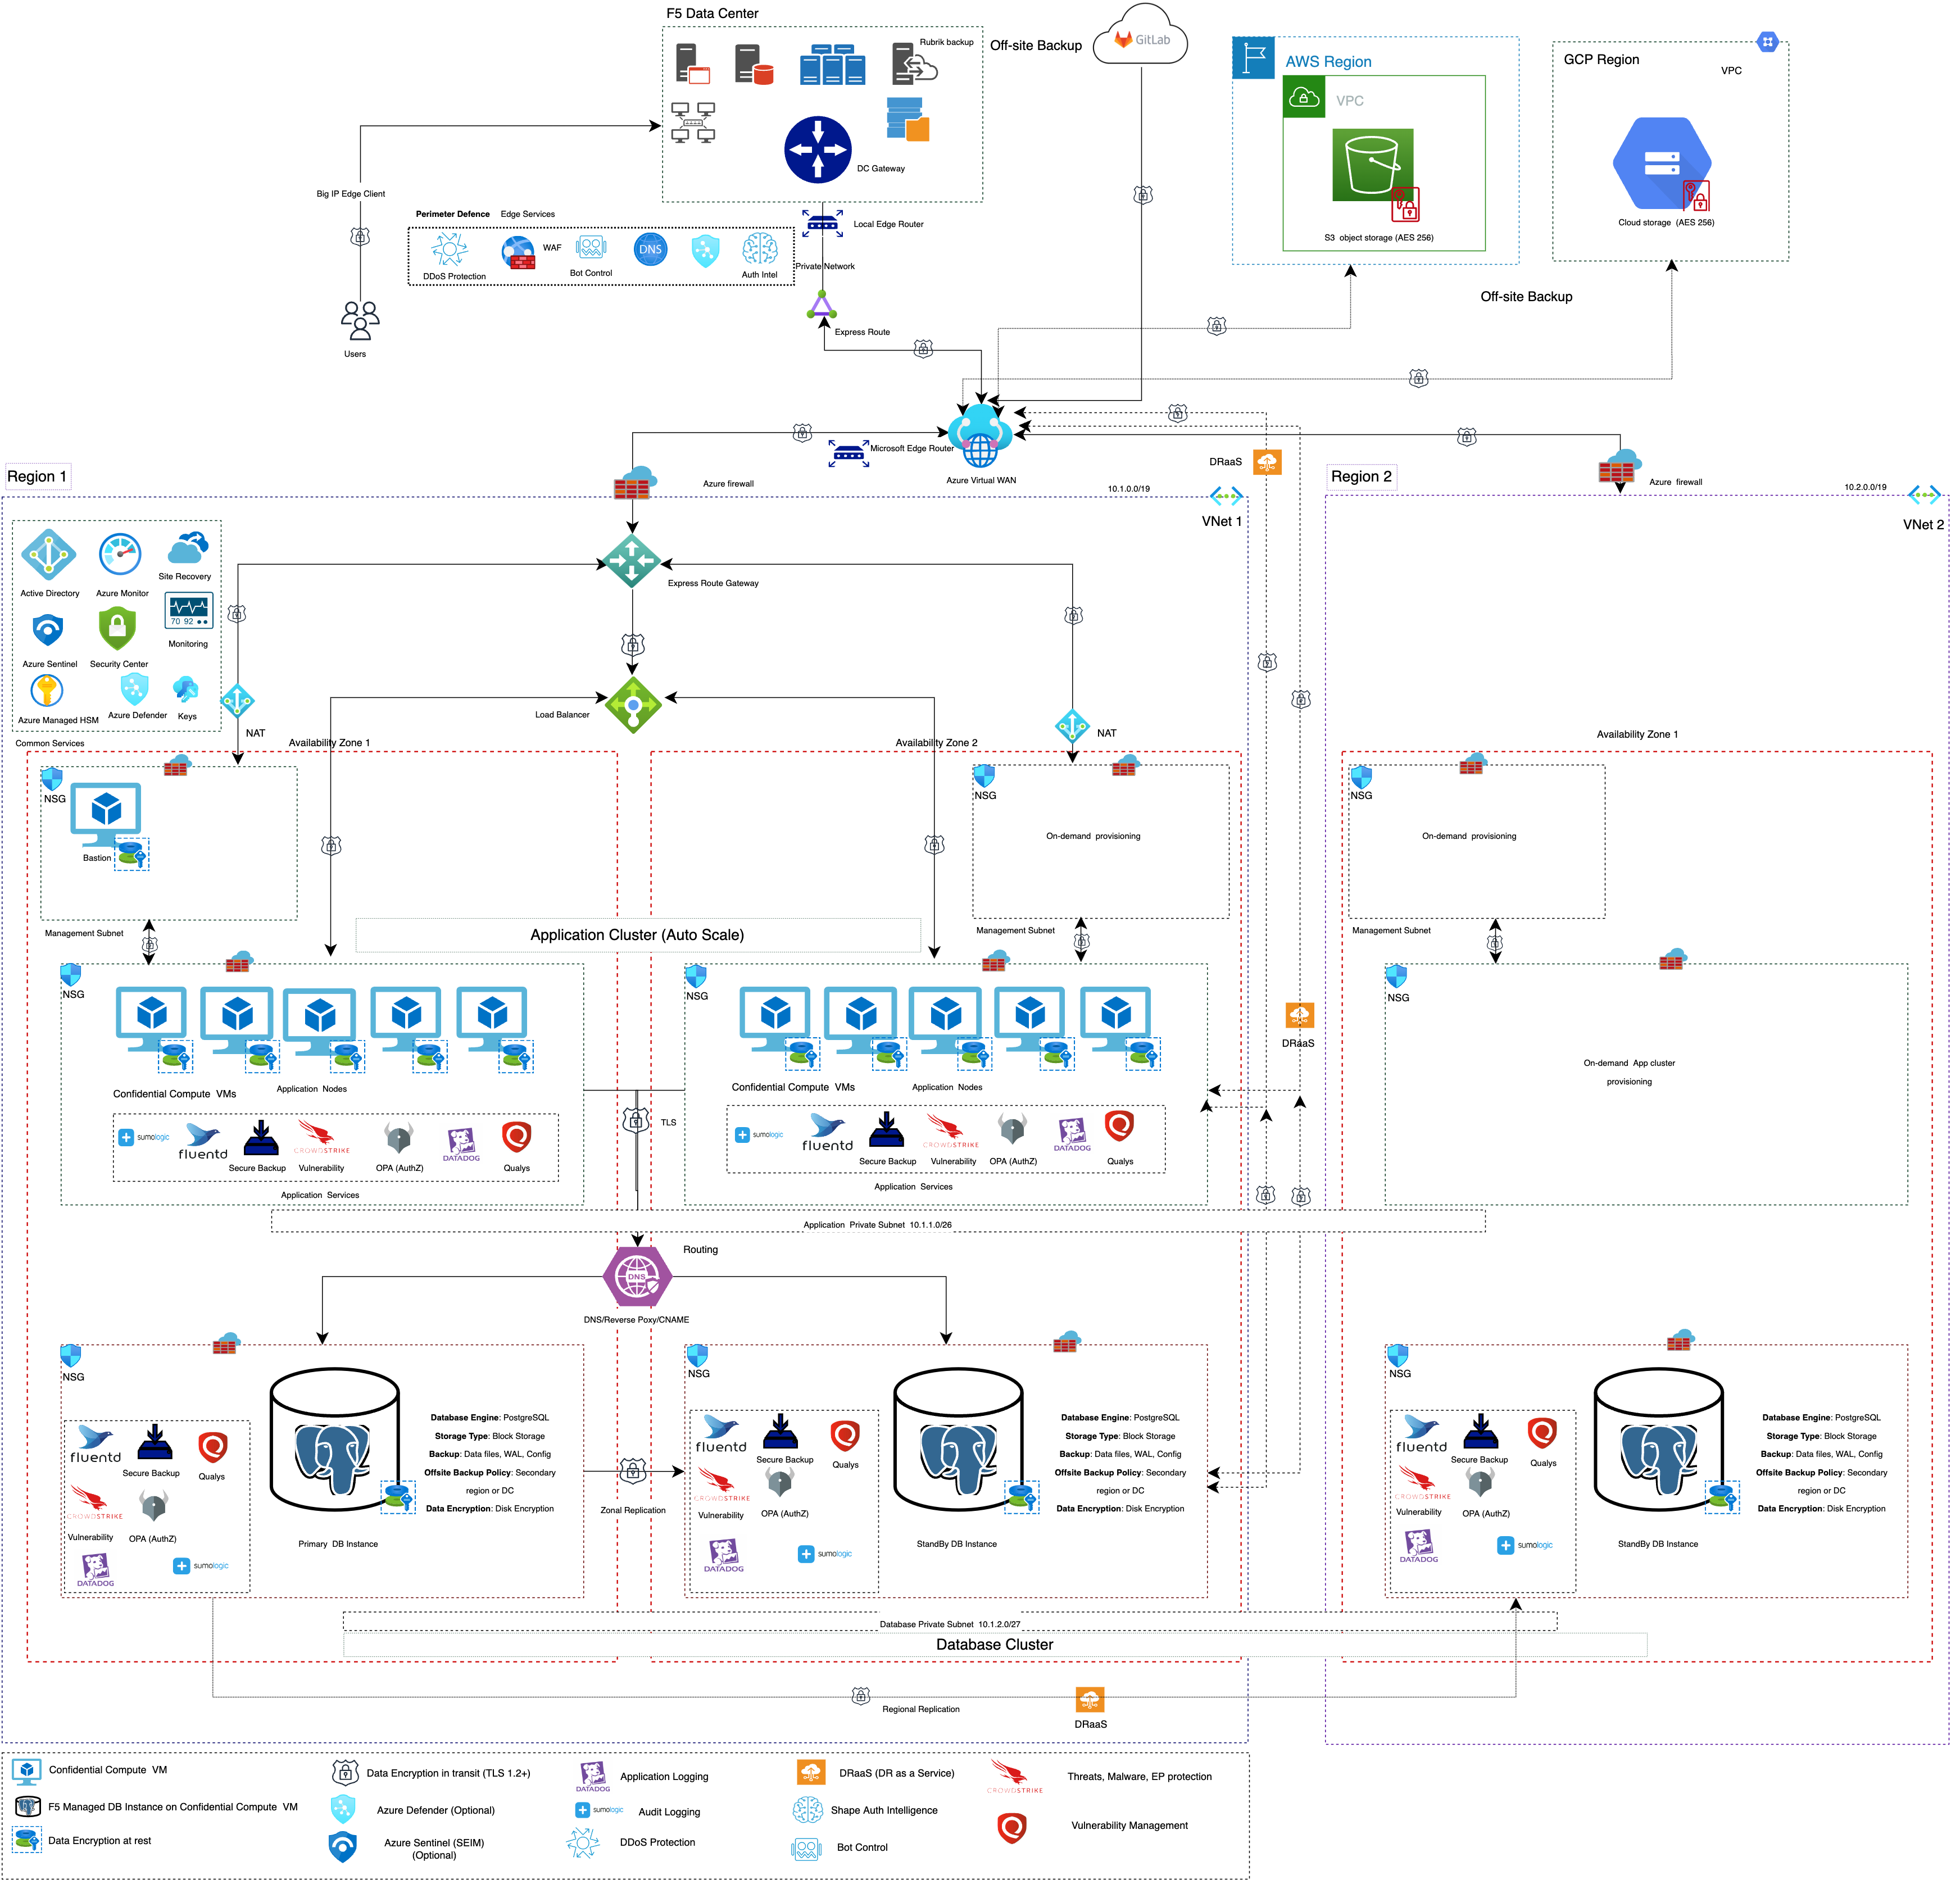 F5 Data Center
Rubrik backup
DC Gateway
Off-site Backup
GitLab
AWS Region
VPC
S3 object storage (AES 256)
GCP Region
VPC
Cloud storage (AES 256)
Off-site Backup
Big IP Edge Client
Users
Perimeter Defence
Edge Services
DDoS Protection
WAF
Bot Control
DNS
Auth Intel
Local Edge Router
Private Network
Express Route
Microsoft Edge Router
Azure Virtual WAN
DRaaS
Region 1
Azure firewall
10.1.0.0/19
VNet 1
Region 2
Azure firewall
10.2.0.0/19
VNet 2
Active Directory
Azure Monitor
Site Recovery
70 92
Monitoring
Azure Sentinel
Security Center
Azure Managed HSM
Azure Defender
Keys
Common Services
Express Route Gateway
Load Balancer
NAT
NAT
Availability Zone 1
Availability Zone 2
Availability Zone 1
NSG
Bastion
Management Subnet
NSG
On-demand provisioning
Management Subnet
NSG
On-demand provisioning
Management Subnet
Application Cluster (Auto Scale)
NSG
Confidential Compute VMs
Application Nodes
sumologic
fluentd
Secure Backup
CROWDSTRIKE
Vulnerability
OPA (AuthZ)
DATADOG
Qualys
Application Services
TLS
NSG
Confidential Compute VMs
Application Nodes
sumologic
fluentd
Secure Backup
CROWDSTRIKE
Vulnerability
OPA (AuthZ)
DATADOG
Qualys
Application Services
DRaaS
NSG
On-demand App cluster
provisioning
Application Private Subnet 10.1.1.0/26
Routing
DNS
DNS/Reverse Poxy/CNAME
NSG
fluentd
Secure Backup
Qualys
CROWDSTRIKE
Vulnerability
OPA (AuthZ)
DATADOG
sumologic
Primary DB Instance
Database Engine: PostgreSQL
Storage Type: Block Storage
Backup: Data files, WAL, Config
Offsite Backup Policy: Secondary
region or DC
Data Encryption: Disk Encryption
Zonal Replication
NSG
fluentd
Secure Backup
Qualys
CROWDSTRIKE
Vulnerability
OPA (AuthZ)
DATADOG
sumologic
StandBy DB Instance
Database Engine: PostgreSQL
Storage Type: Block Storage
Backup: Data files, WAL, Config
Offsite Backup Policy: Secondary
region or DC
Data Encryption: Disk Encryption
NSG
fluentd
Secure Backup
Qualys
CROWDSTRIKE
Vulnerability
OPA (AuthZ)
DATADOG
sumologic
StandBy DB Instance
Database Engine: PostgreSQL
Storage Type: Block Storage
Backup: Data files, WAL, Config
Offsite Backup Policy: Secondary
region or DC
Data Encryption: Disk Encryption
Database Private Subnet 10.1.2.0/27
Database Cluster
Regional Replication
DRaaS
Confidential Compute VM
F5 Managed DB Instance on Confidential Compute VM
Data Encryption at rest
Data Encryption in transit (TLS 1.2+)
Azure Defender (Optional)
Azure Sentinel (SEIM)
(Optional)
DATADOG
Application Logging
sumologic
Audit Logging
DDoS Protection
DRaaS (DR as a Service)
Shape Auth Intelligence
Bot Control
CROWDSTRIKE
Threats, Malware, EP protection
Vulnerability Management